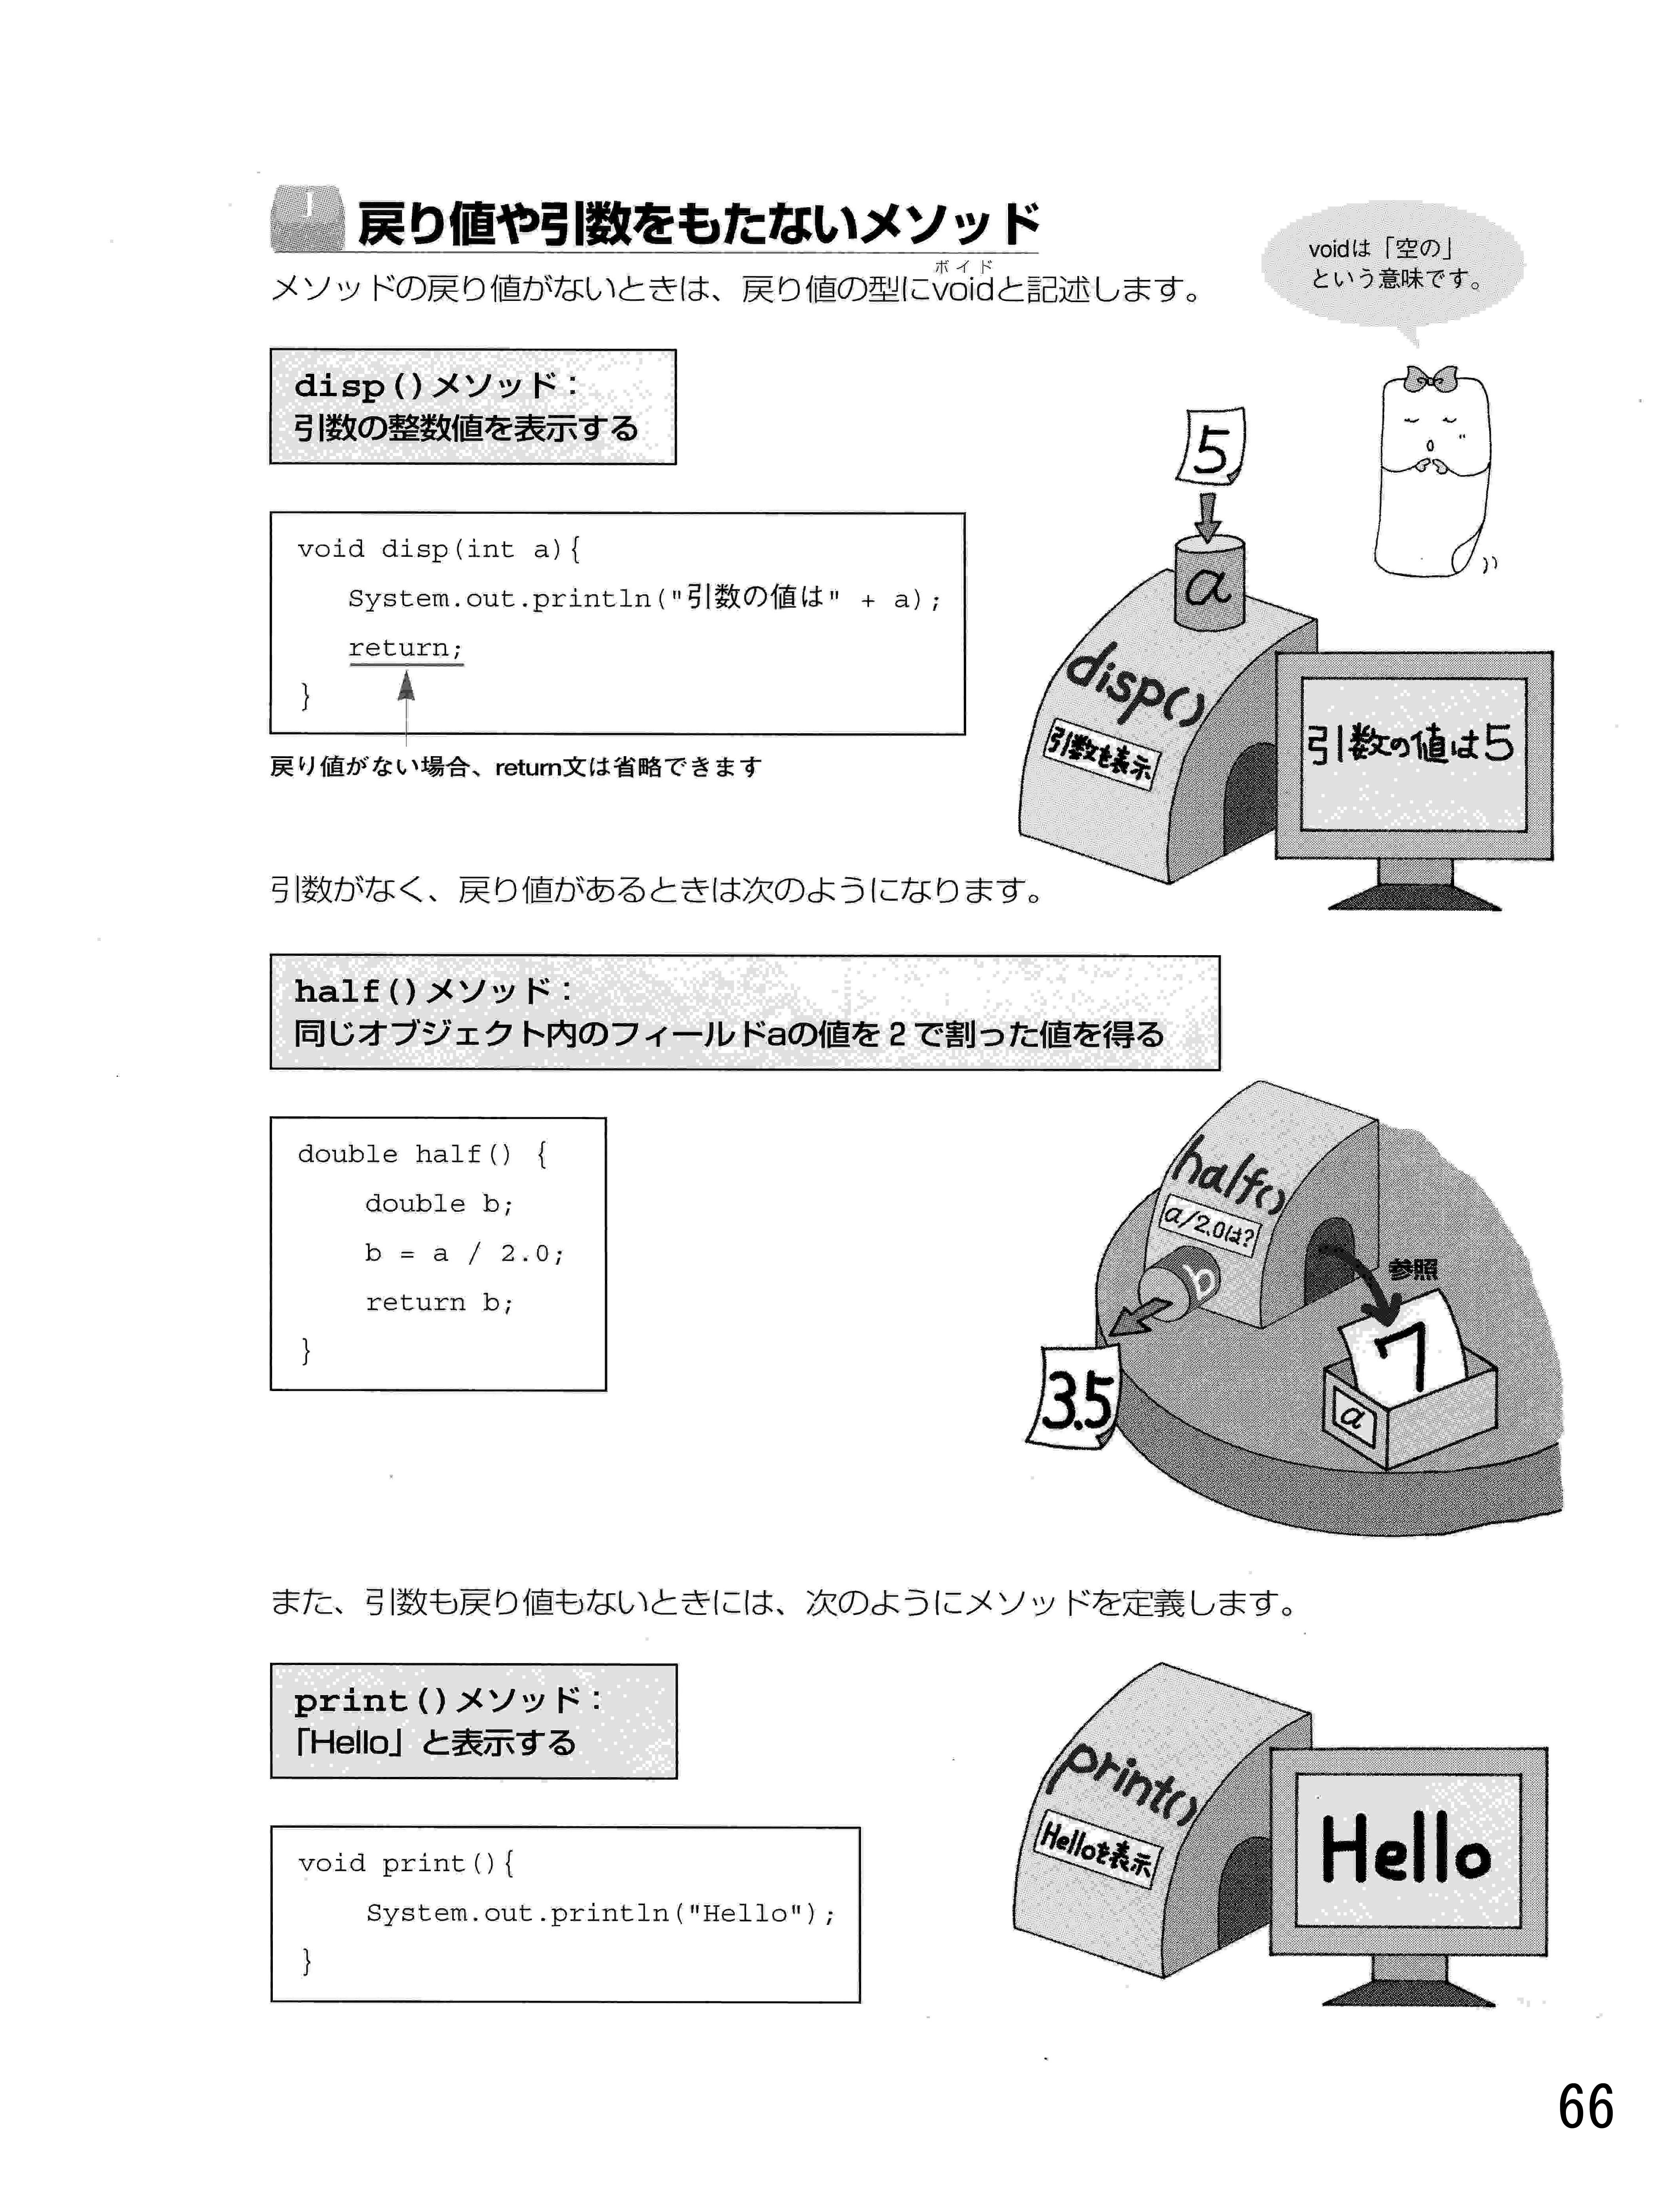 J 戻り値や引数をもたないメソッド
ボイド
メソッドの戻り値がないときは、戻り値の型にvoidと記述します。
voidは「空の」
という意味です。
disp()メソッド：
引数の整数値を表示する
void disp(int a){
System.out.println("引数の値は" + a);
return;
}
戻り値がない場合、return文は省略できます
5
a
disp()
引数を表示
引数の値は5
引数がなく、戻り値があるときは次のようになります。
half()メソッド：
同じオブジェクト内のフィールドaの値を２で割った値を得る
double half() {
double b;
b = a / 2.0;
return b;
}
half()
a/2.0は?
b
参照
7
a
3.5
また、引数も戻り値もないときには、次のようにメソッドを定義します。
print()メソッド：
「Hello」と表示する
void print(){
System.out.println("Hello");
}
print()
Helloを表示
Hello
66